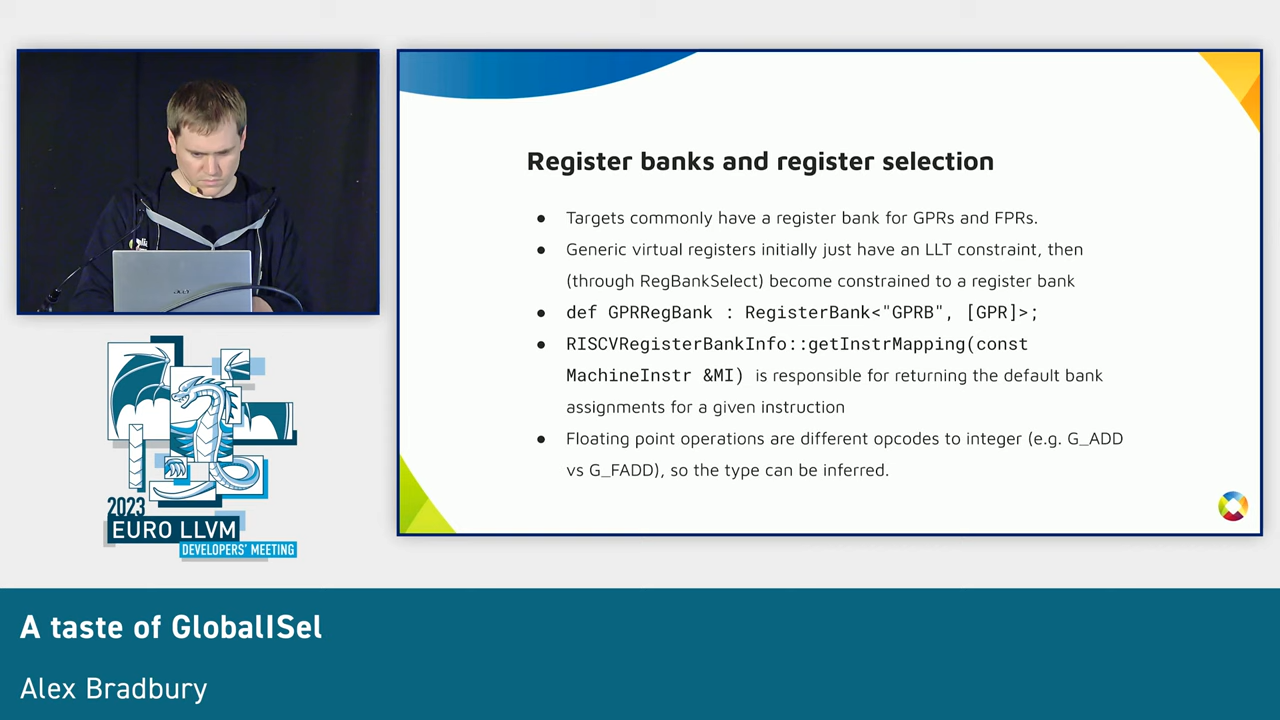 Register banks and register selection
● Targets commonly have a register bank for GPRs and FPRs.
● Generic virtual registers initially just have an LLT constraint, then
(through RegBankSelect) become constrained to a register bank
● def GPRRegBank : RegisterBank<"GPRB", [GPR]>;
● RISCVRegisterBankInfo::getInstrMapping(const
MachineInstr &MI) is responsible for returning the default bank
assignments for a given instruction
● Floating point operations are different opcodes to integer (e.g. G_ADD
vs G_FADD), so the type can be inferred.
2023
EURO LLVM
DEVELOPERS' MEETING
A taste of GlobalISel
Alex Bradbury